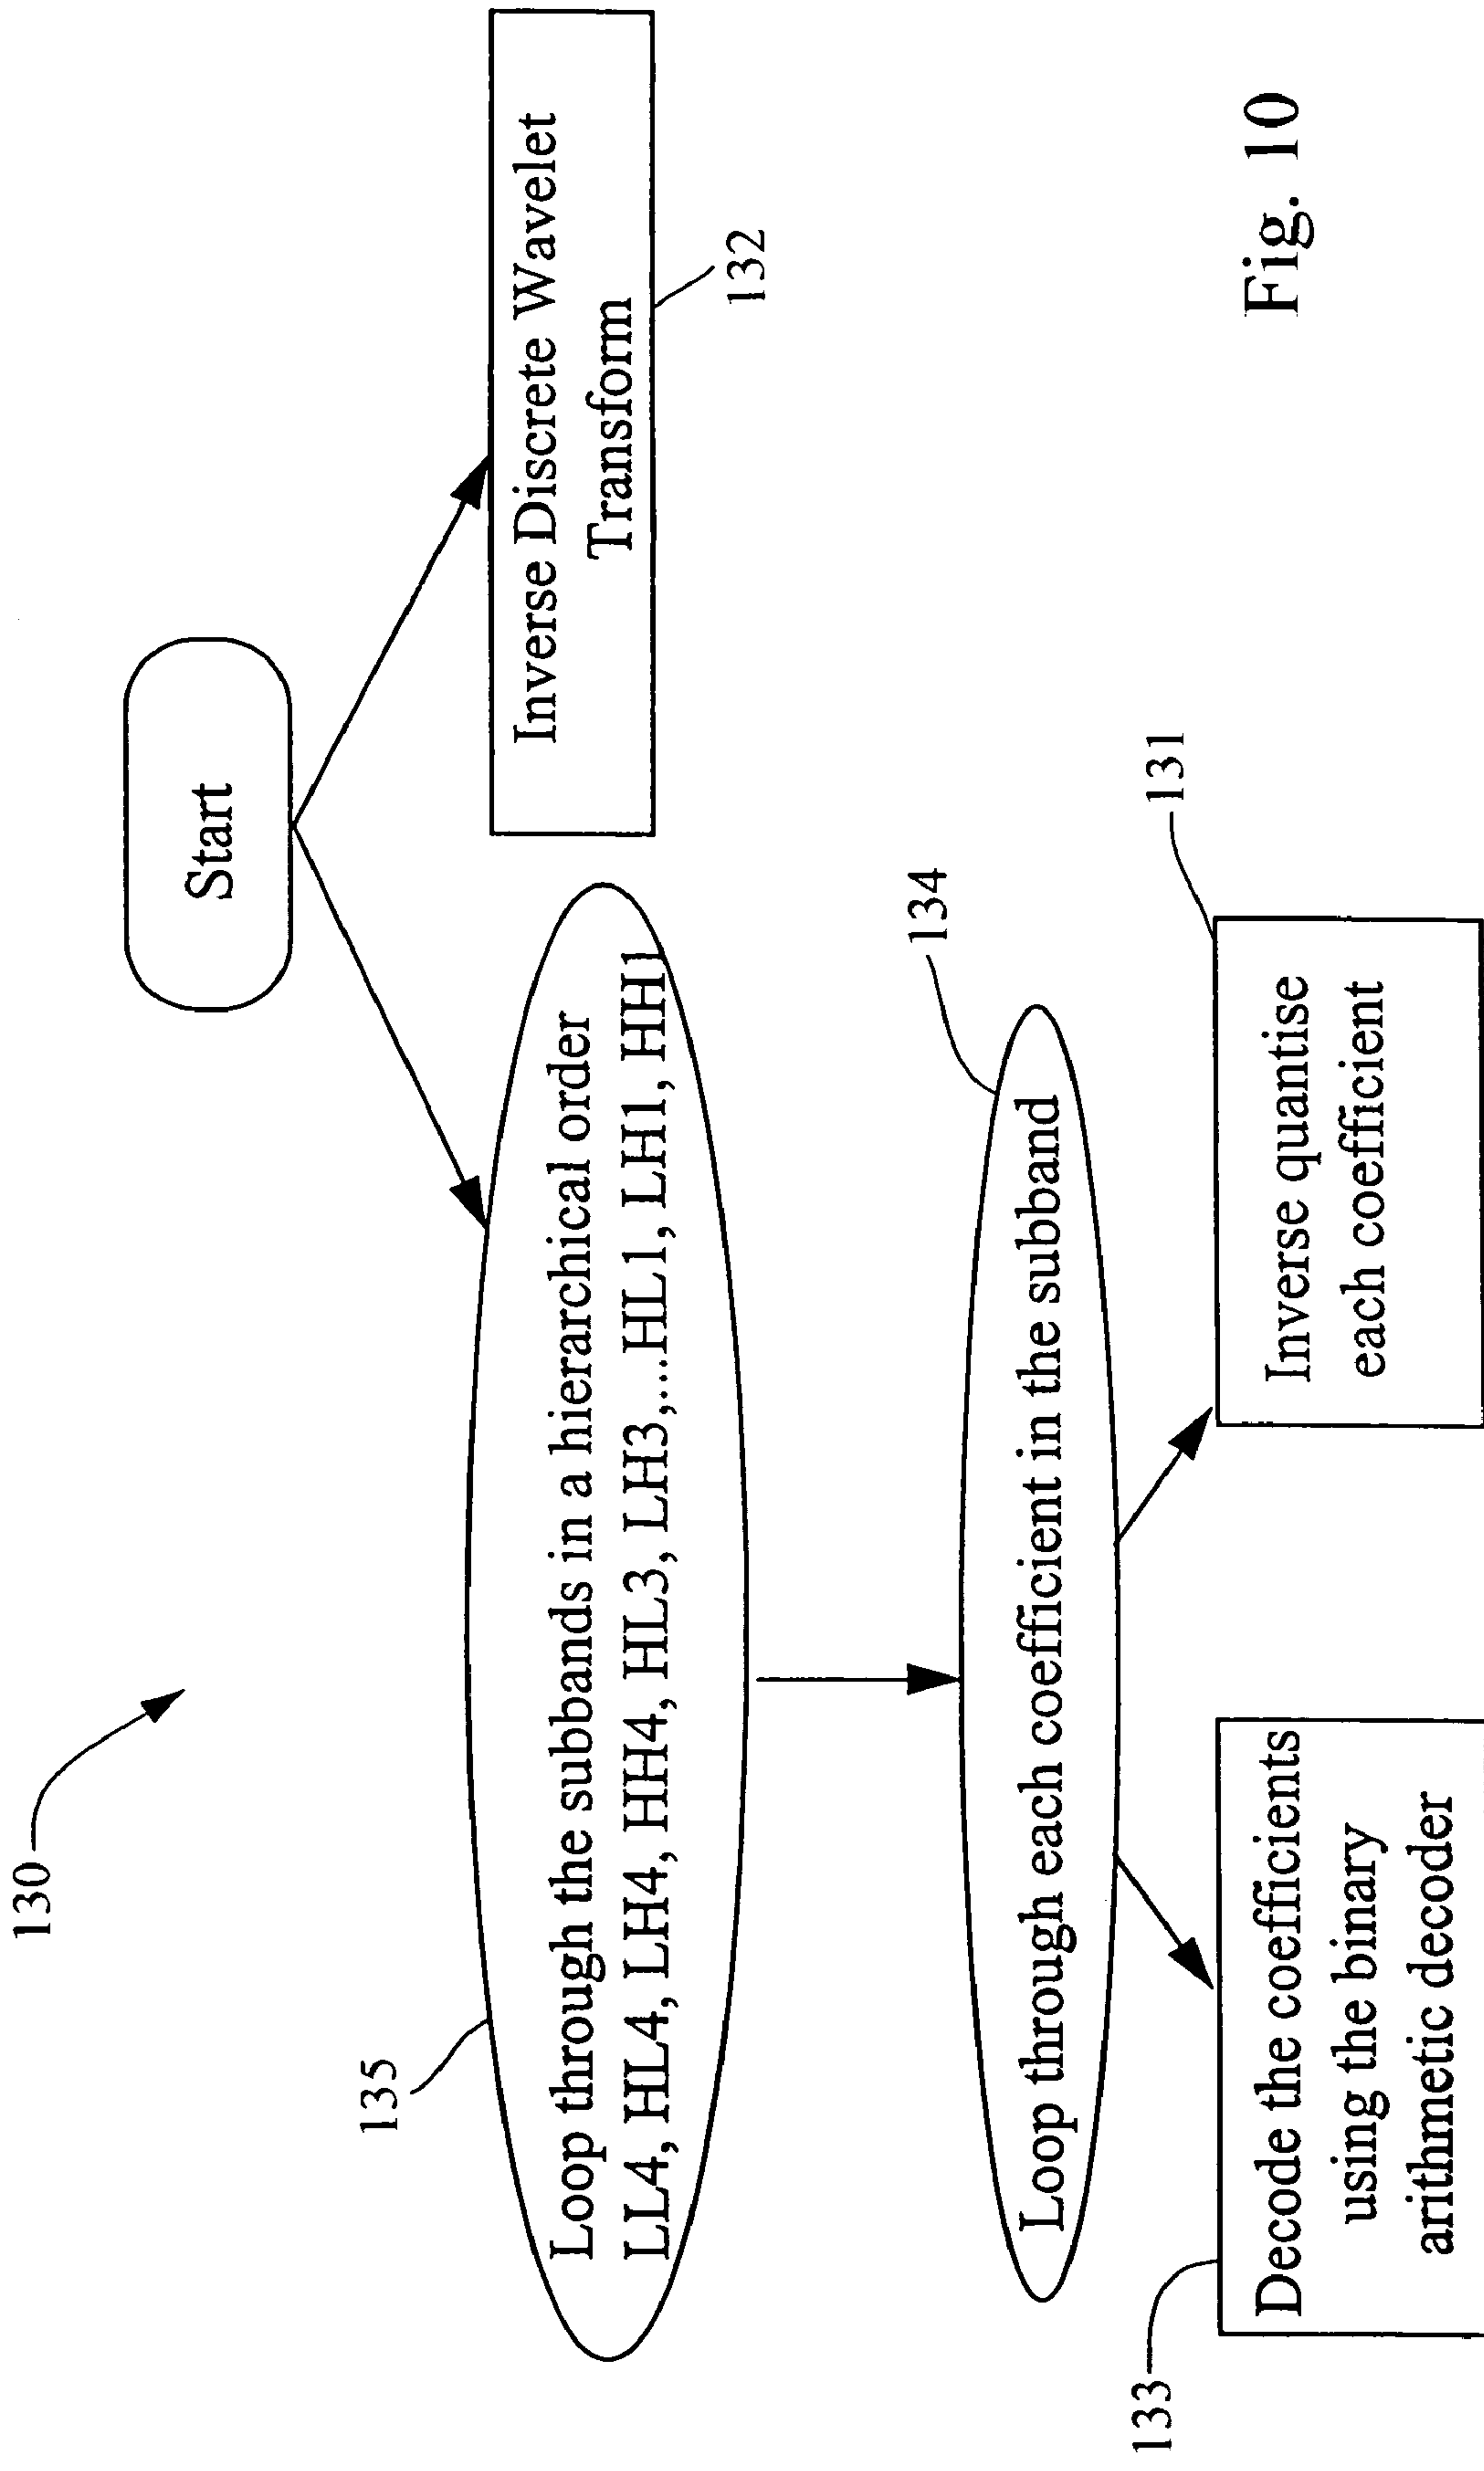 130
Start
135
Loop through the subbands in a hierarchical order
LL4, HL4, LH4, HH4, HL3, LH3,...HL1, LH1, HH1
Inverse Discrete Wavelet
Transform
132
134
Loop through each coefficient in the subband
133
Decode the coefficients
using the binary
arithmetic decoder
131
Inverse quantise
each coefficient
Fig. 10